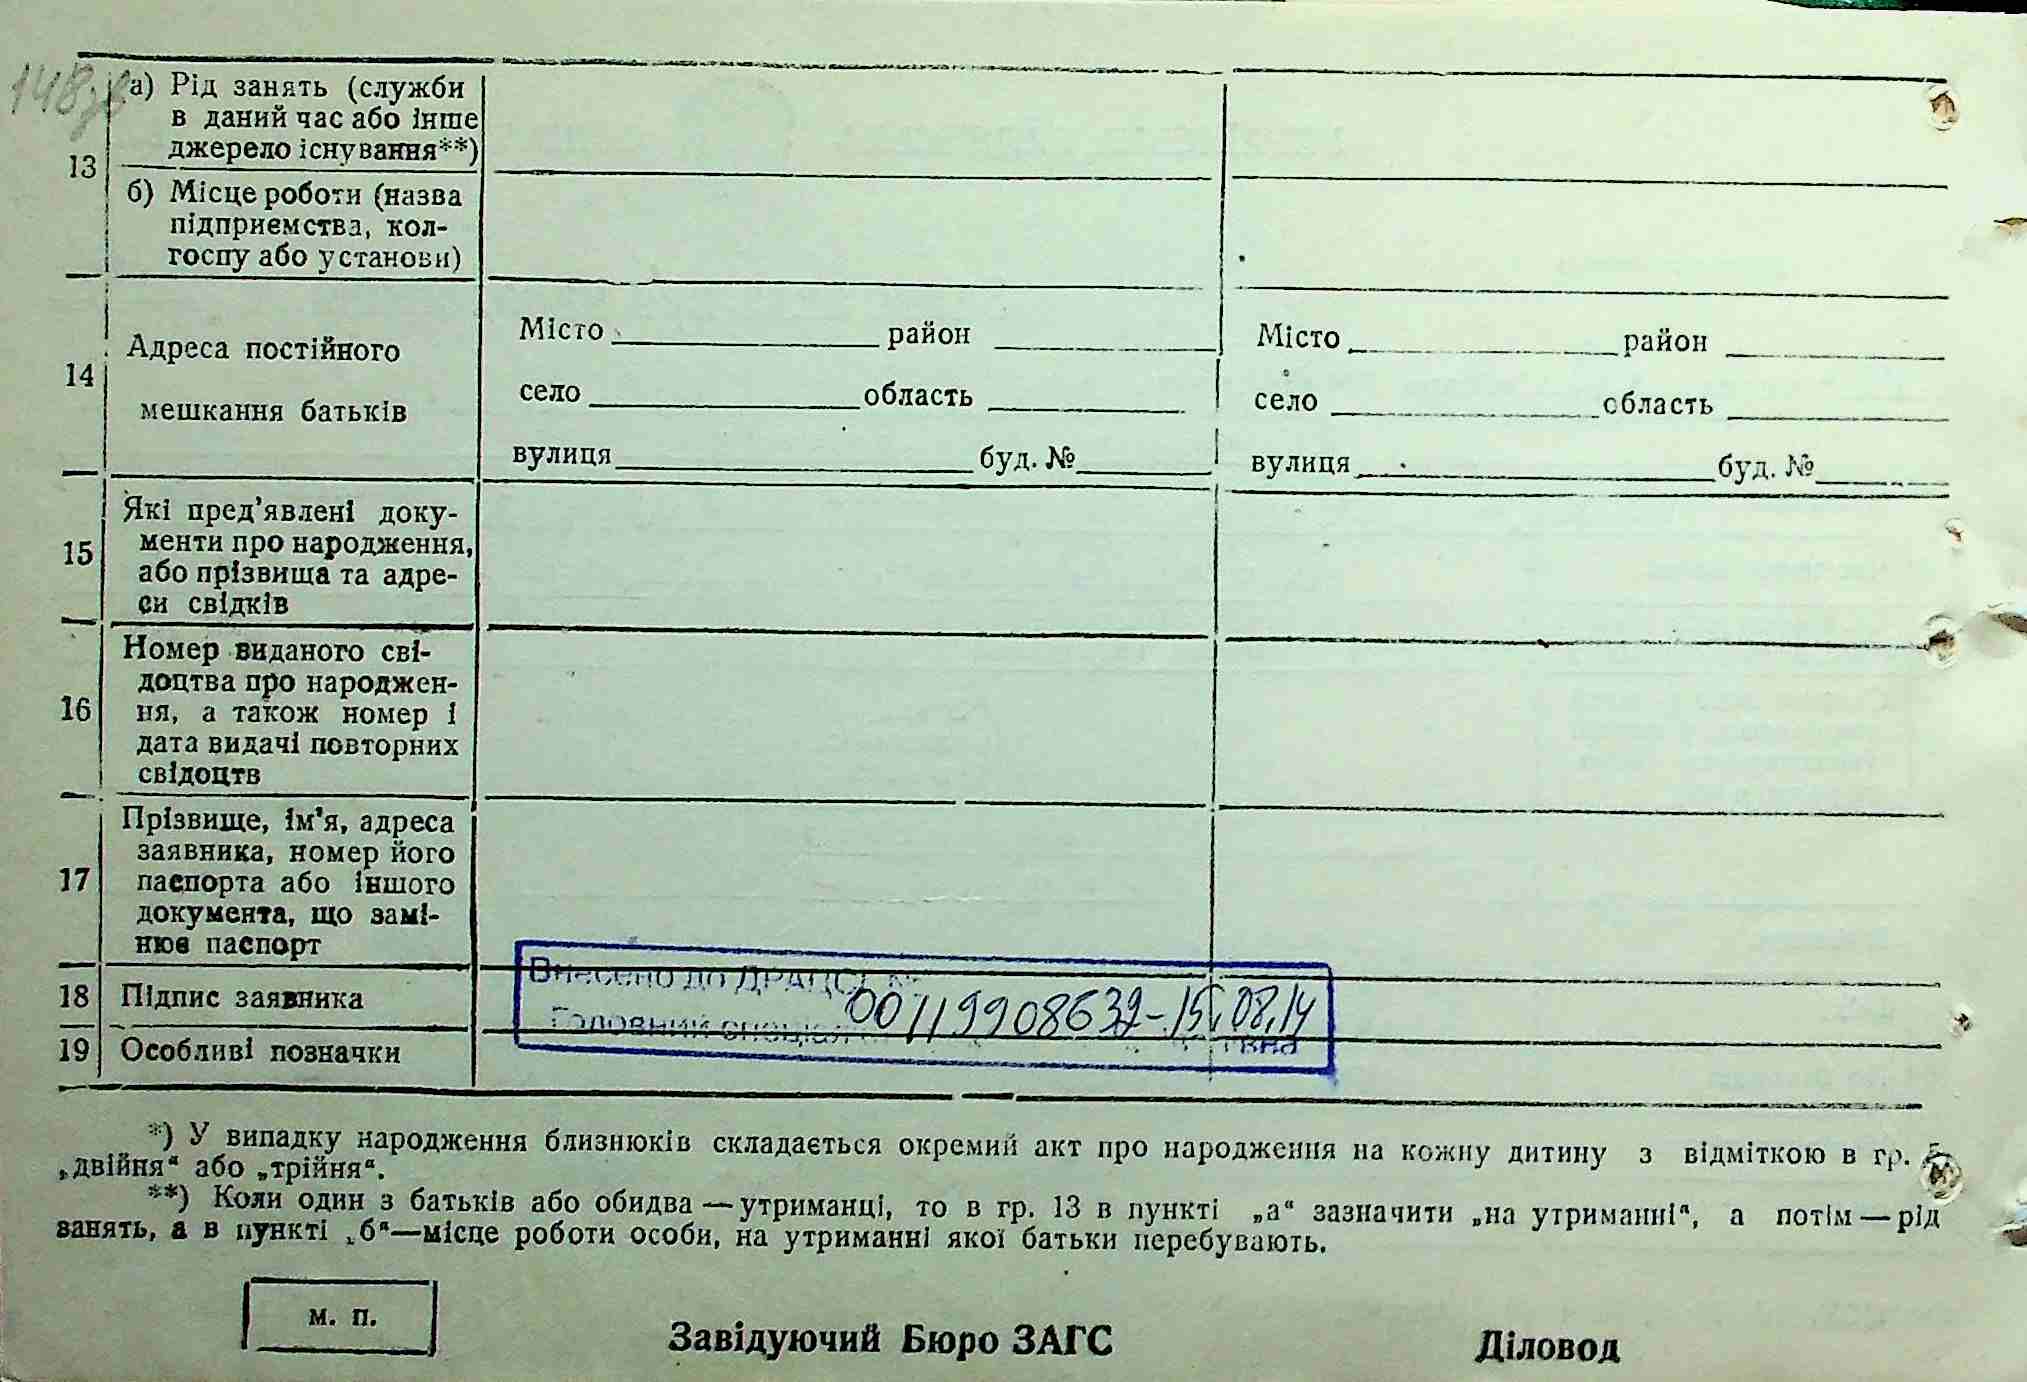 148зв
13
а) Рід занять (служби
в даний час або інше
джерело існування**)
б) Місце роботи (назва
підприємства, кол-
госпу або установи)
14
Адреса постійного
мешкання батьків
Місто район
село область
вулиця буд. №
Місто район
село область
вулиця буд. №
15
Які пред'явлені доку-
менти про народження,
або прізвища та адре-
си свідків
16
Номер виданого сві-
доцтва про народжен-
ня, а також номер і
дата видачі повторних
свідоцтв
17
Прізвище, ім'я, адреса
заявника, номер його
паспорта або іншого
документа, що замі-
нює паспорт
18 Підпис заявника
19 Особливі позначки
Внесено до ДРАЦСГ №
00119908632-15.08.14
Головний
*) У випадку народження близнюків складається окремий акт про народження на кожну дитину з відміткою в гр. 5
„двійня" або „трійня".
**) Коли один з батьків або обидва — утриманці, то в гр. 13 в пункті „а" зазначити „на утриманні", а потім — рід
занять, а в пункті „б"—місце роботи особи, на утриманні якої батьки перебувають.
м. п.
Завідуючий Бюро ЗАГС
Діловод